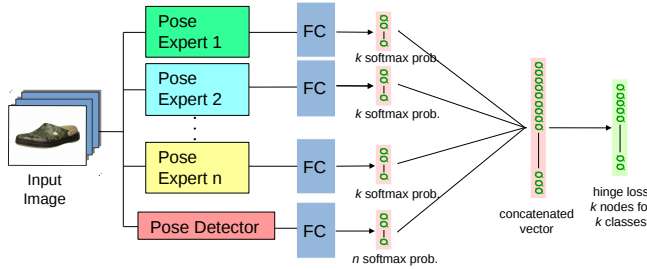 Pose
Expert 1
FC
k softmax prob.
Pose
Expert 2
FC
k softmax prob.
Pose
Expert n
FC
k softmax prob.
Pose Detector
FC
n softmax prob.
Input
Image
concatenated
vector
hinge loss
k nodes for
k classes